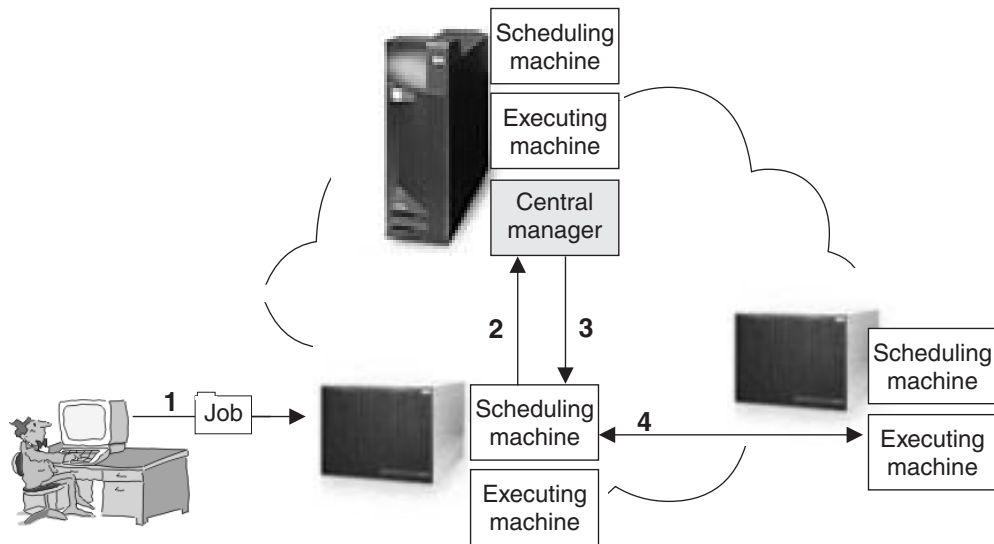 Scheduling
machine
Executing
machine
Central
manager
2
3
1
Job
Scheduling
machine
4
Executing
machine
Scheduling
machine
Executing
machine